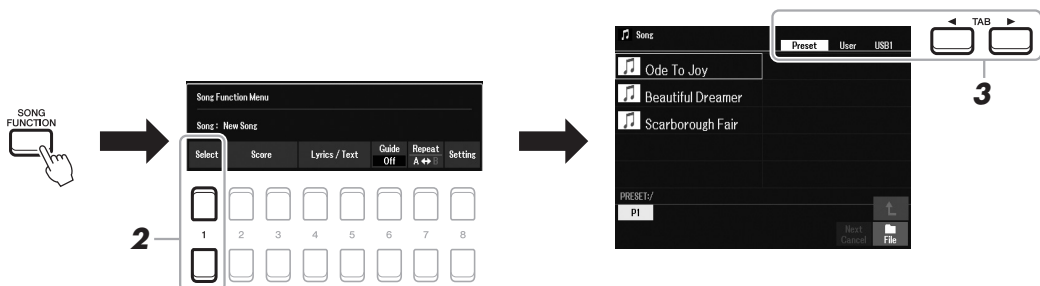 SONG
FUNCTION
Song Function Menu
Song : New Song
Select Score Lyrics / Text Guide Off Repeat A ↔ B Setting
1 2 3 4 5 6 7 8
2
Song
Preset User USB1
◄ TAB ►
3
Ode To Joy
Beautiful Dreamer
Scarborough Fair
PRESET:/
P1
Next
Cancel
File